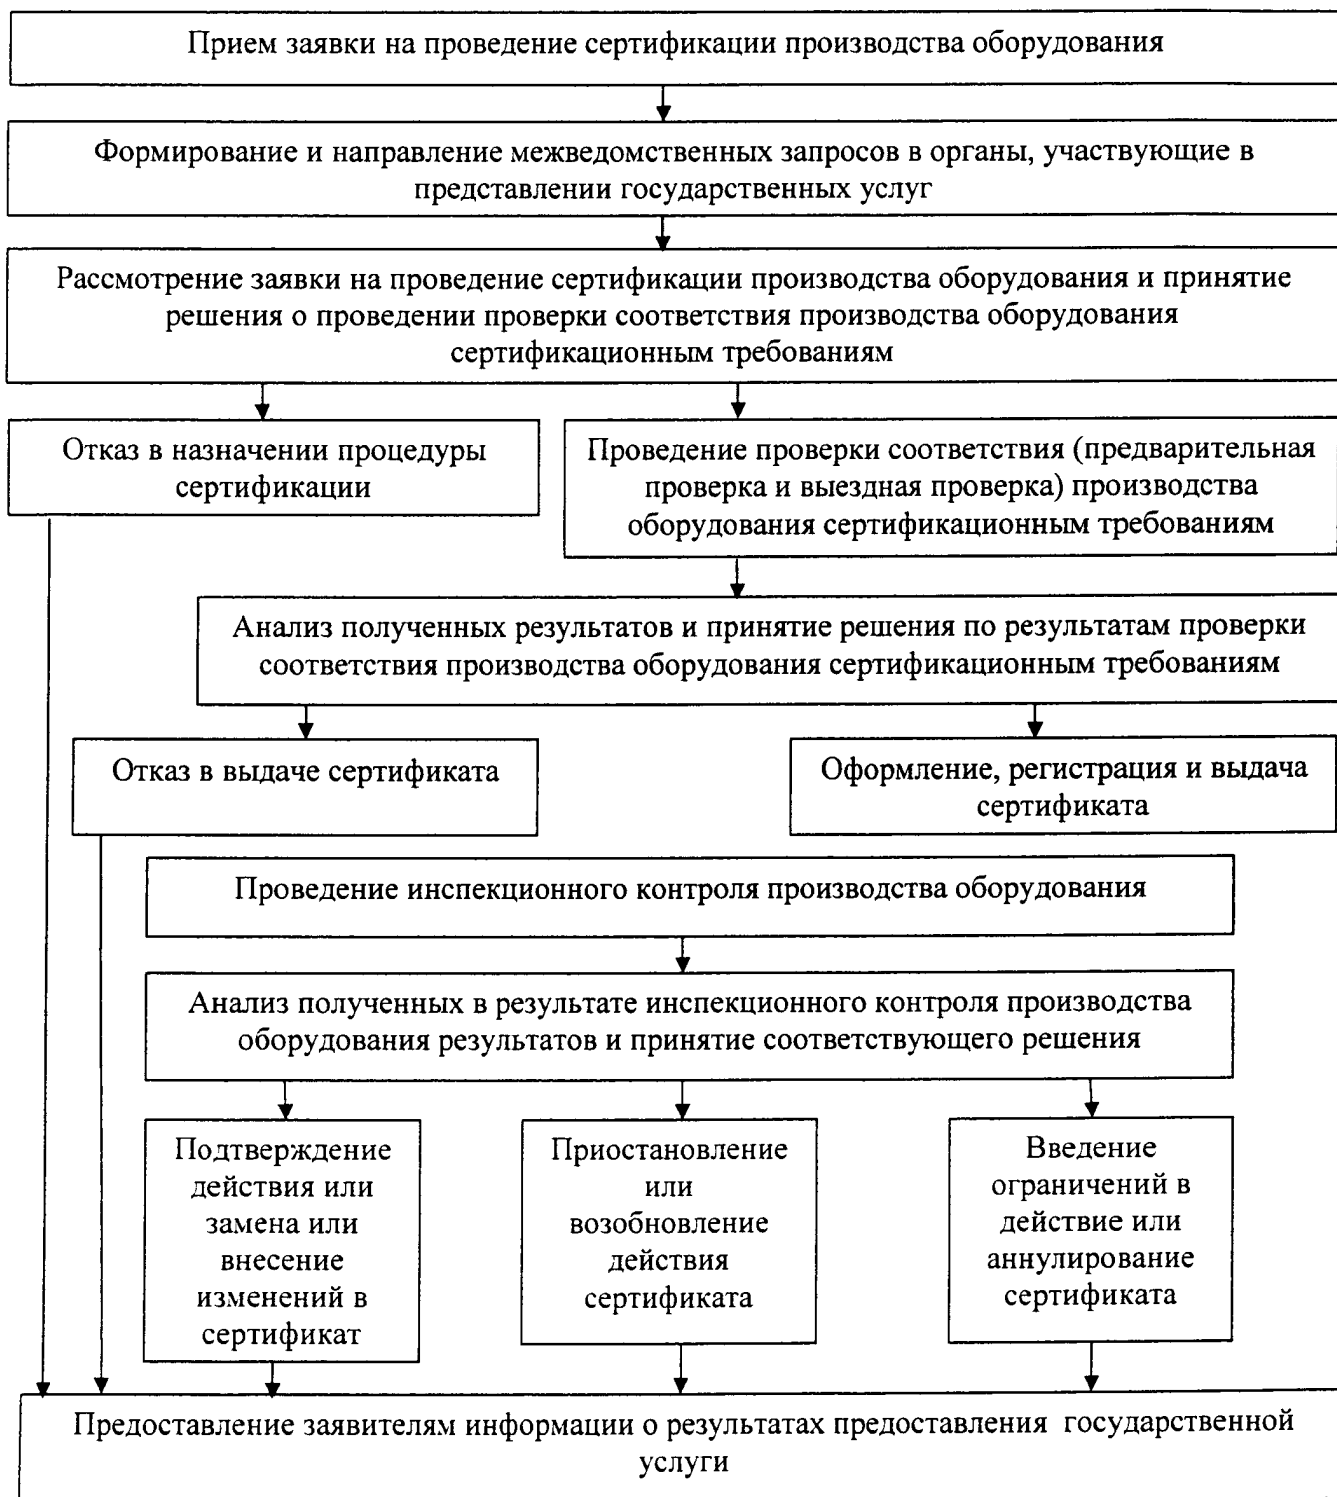 Прием заявки на проведение сертификации производства оборудования
Формирование и направление межведомственных запросов в органы, участвующие в
представлении государственных услуг
Рассмотрение заявки на проведение сертификации производства оборудования и принятие
решения о проведении проверки соответствия производства оборудования
сертификационным требованиям
Отказ в назначении процедуры
сертификации
Проведение проверки соответствия (предварительная
проверка и выездная проверка) производства
оборудования сертификационным требованиям
Анализ полученных результатов и принятие решения по результатам проверки
соответствия производства оборудования сертификационным требованиям
Отказ в выдаче сертификата
Оформление, регистрация и выдача
сертификата
Проведение инспекционного контроля производства оборудования
Анализ полученных в результате инспекционного контроля производства
оборудования результатов и принятие соответствующего решения
Подтверждение
действия или
замена или
внесение
изменений в
сертификат
Приостановление
или
возобновление
действия
сертификата
Введение
ограничений в
действие или
аннулирование
сертификата
Предоставление заявителям информации о результатах предоставления государственной
услуги